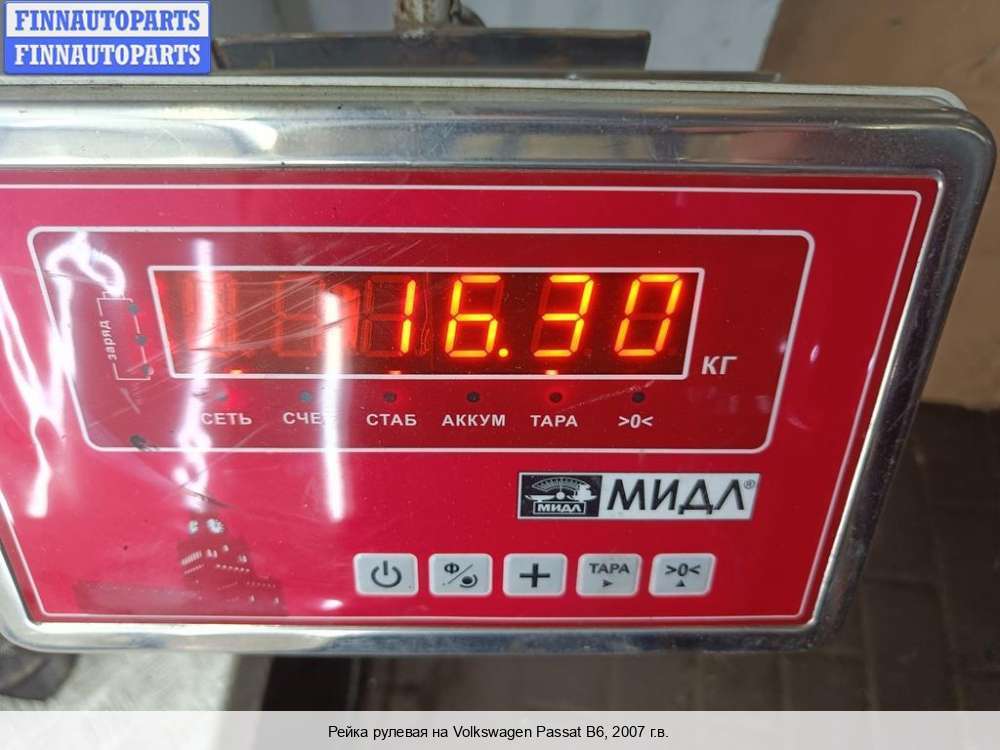 FINNAUTOPARTS
FINNAUTOPARTS
16.30
КГ
заряд
СЕТЬ СЧЕТ СТАБ АККУМ ТАРА >0<
МИДЛ МИДЛ®
Ф ТАРА >0<
Рейка рулевая на Volkswagen Passat B6, 2007 г.в.